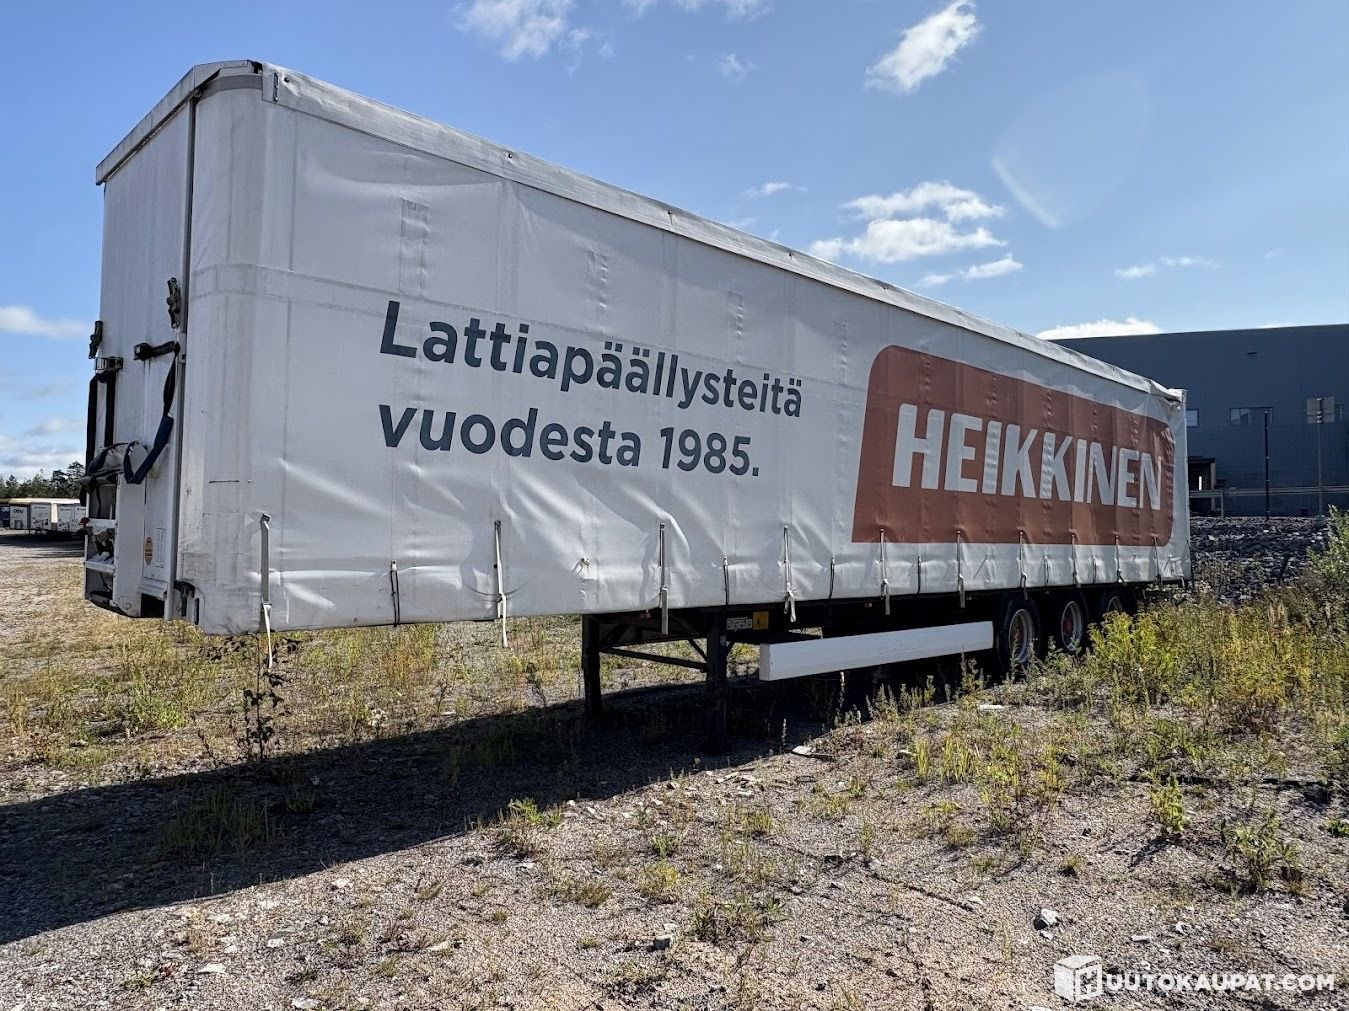 Lattiapäällysteitä
vuodesta 1985.
HEIKKINEN
HUUTOKAUPAT.COM